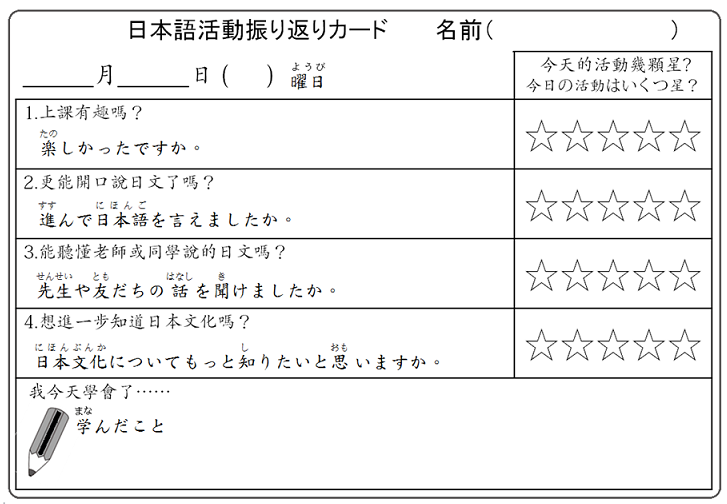 日本語活動振り返りカード　　名前(　　　　　　　　)
ようび
______月______日 (　　) 曜日
今天的活動幾顆星?
今日の活動はいくつ星？
1.上課有趣嗎？
たの
楽しかったですか。
☆☆☆☆☆
2.更能開口說日文了嗎？
すす　にほんご
進んで日本語を言えましたか。
☆☆☆☆☆
3.能聽懂老師或同學說的日文嗎？
せんせい　とも　はなし　き
先生や友だちの話を聞けましたか。
☆☆☆☆☆
4.想進一步知道日本文化嗎？
にほんぶんか　し　おも
日本文化についてもっと知りたいと思いますか。
☆☆☆☆☆
我今天學會了⋯⋯
まな
学んだこと